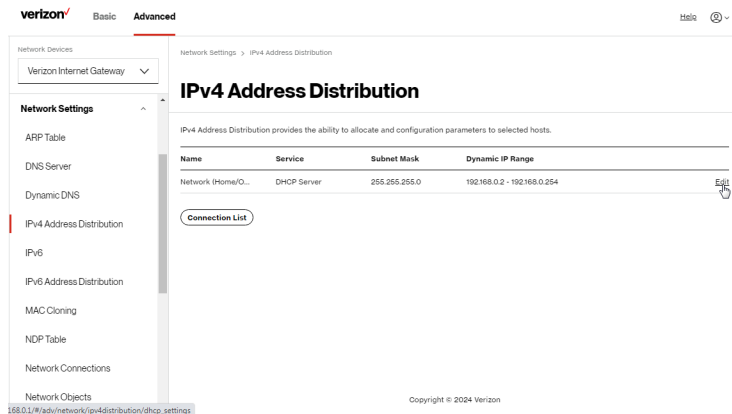 verizon
Basic
Advanced
Help
Network Devices
Verizon Internet Gateway
Network Settings
ARP Table
DNS Server
Dynamic DNS
IPv4 Address Distribution
IPv6
IPv6 Address Distribution
MAC Cloning
NDP Table
Network Connections
Network Objects
168.0.1/#/adv/network/ipv4distribution/dhcp_settings
Network Settings > IPv4 Address Distribution
IPv4 Address Distribution
IPv4 Address Distribution provides the ability to allocate and configuration parameters to selected hosts.
Name Service Subnet Mask Dynamic IP Range
Network (Home/O... DHCP Server 255.255.255.0 192.168.0.2 - 192.168.0.254 Edit
Connection List
Copyright © 2024 Verizon